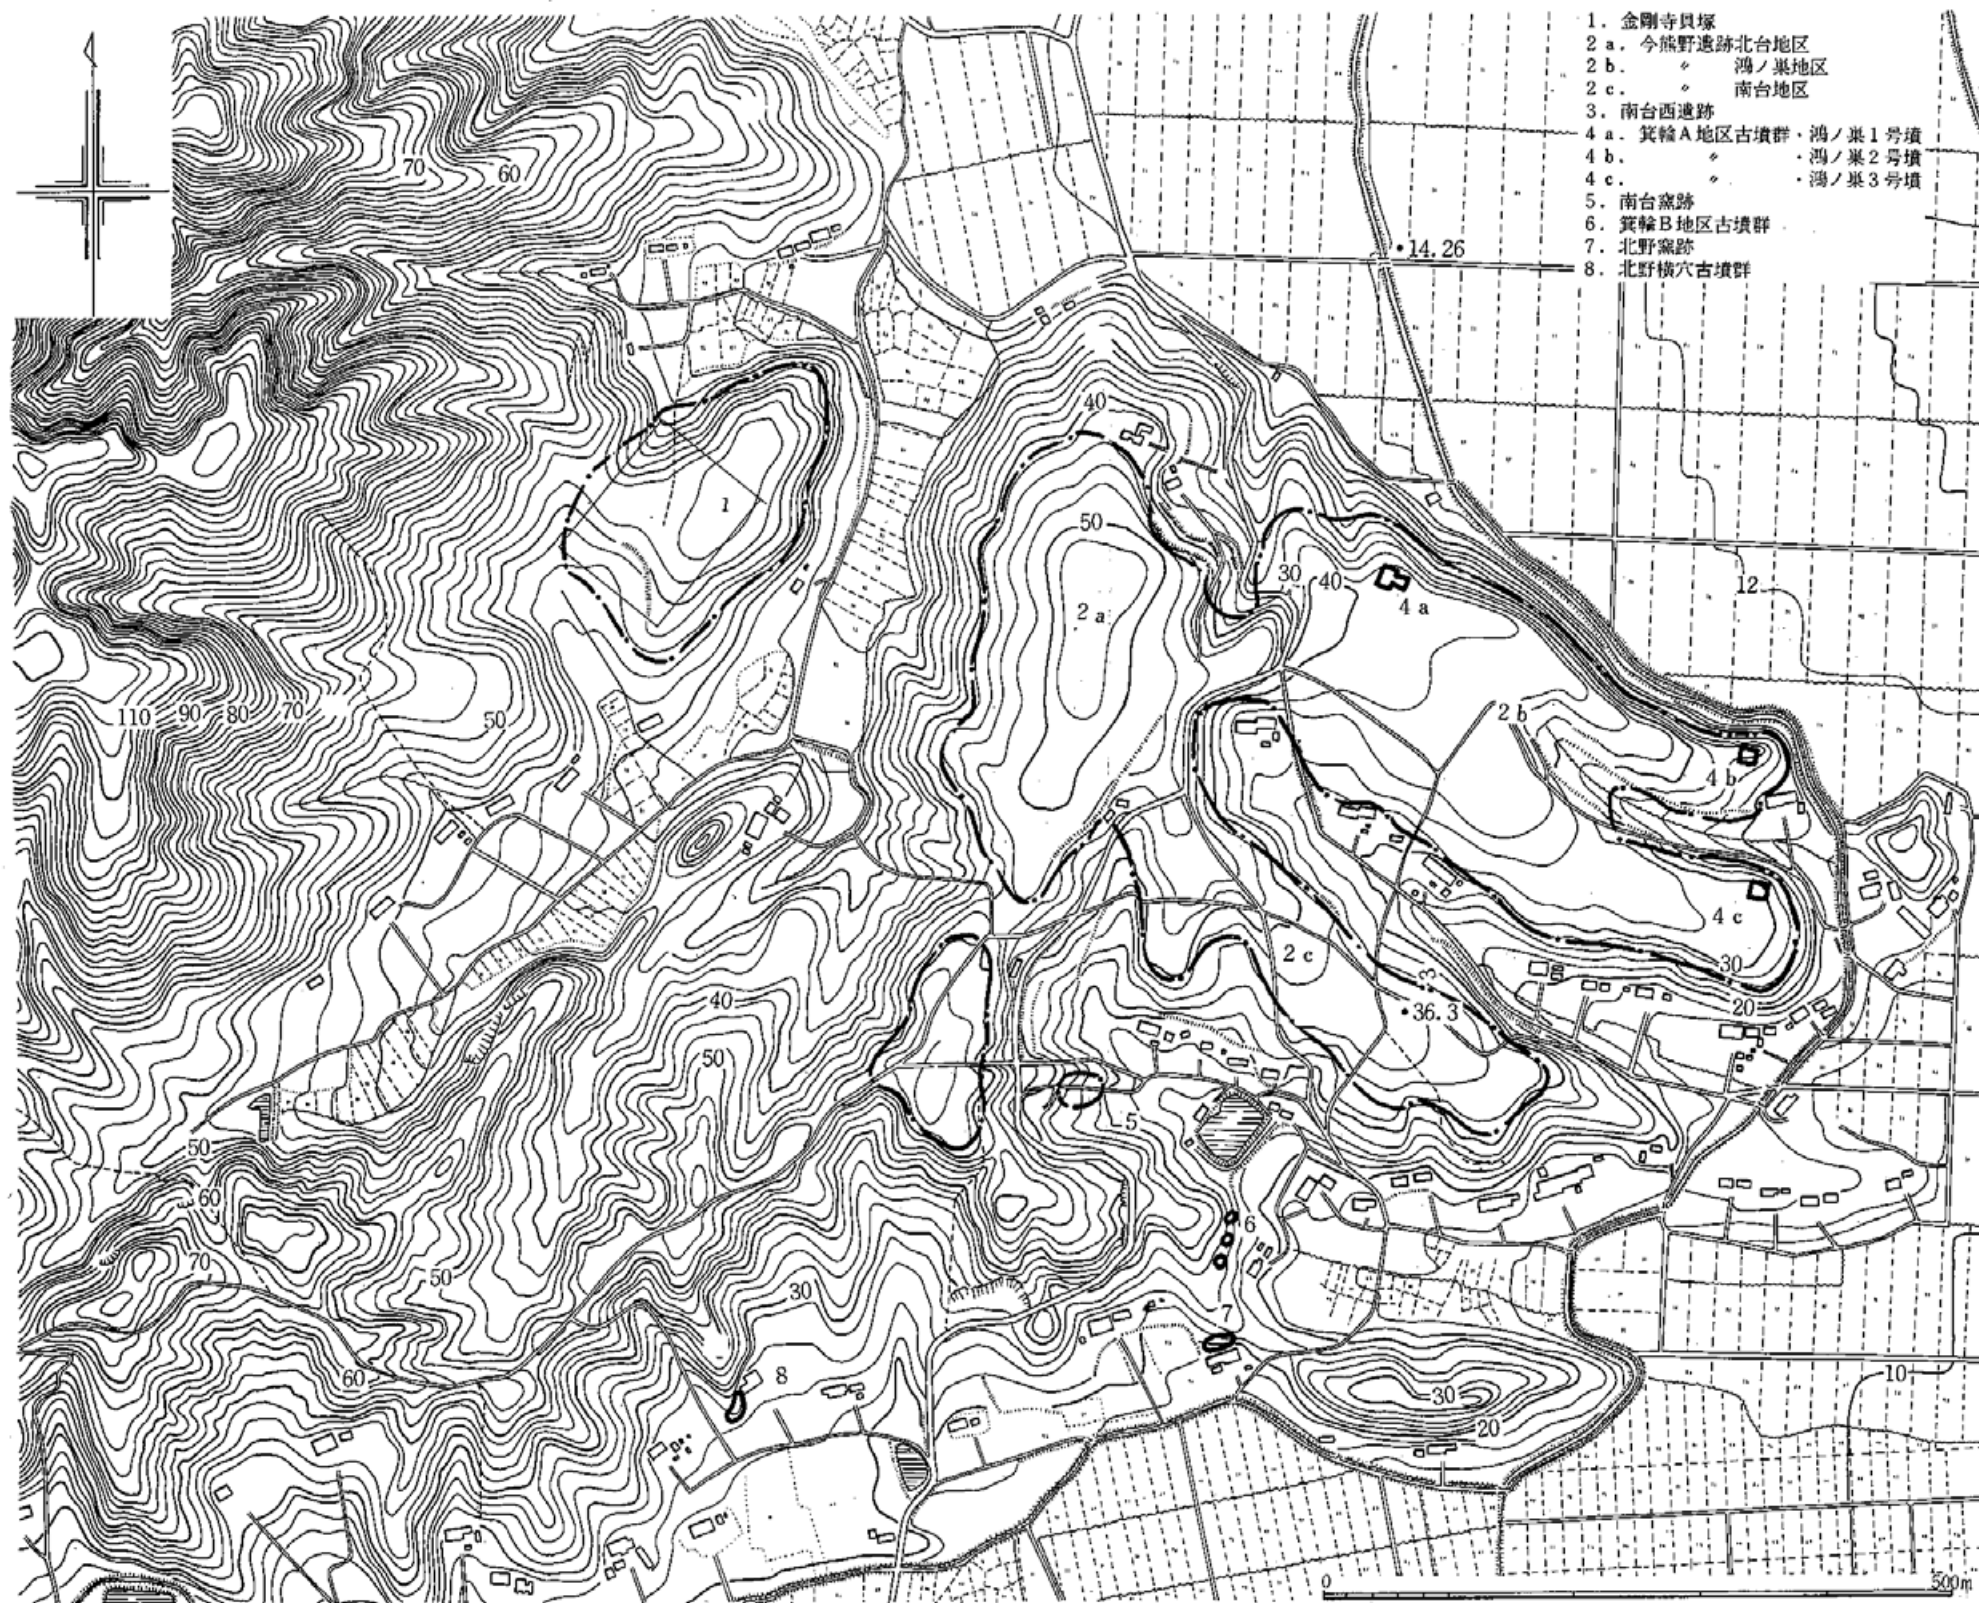 1. 金剛寺貝塚
2 a. 今熊野遺跡北台地区
2 b. 〃 鴻ノ巣地区
2 c. 〃 南台地区
3. 南台西遺跡
4 a. 箕輪A地区古墳群・鴻ノ巣1号墳
4 b. 〃 ・鴻ノ巣2号墳
4 c. 〃 ・鴻ノ巣3号墳
5. 南台窯跡
6. 箕輪B地区古墳群
7. 北野窯跡
8. 北野横穴古墳群
70
60
14.26
40
1
50
30
40
4 a
12
2 a
110
90
80
70
50
2 b
4 b
4 c
2 c
30
3
36.3
20
40
50
5
50
60
6
70
50
30
7
60
8
30
10
20
0
500m